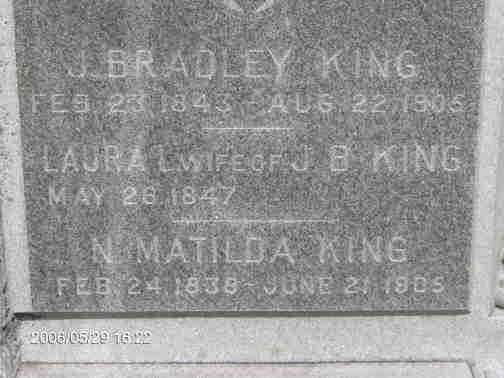 J. BRADLEY KING
FEB. 23. 1843 - AUG. 22. 1905
LAURA L. WIFE OF J. B. KING
MAY 26. 1847
N. MATILDA KING
FEB. 24. 1838 - JUNE 21. 1905
2006/05/29 16:22